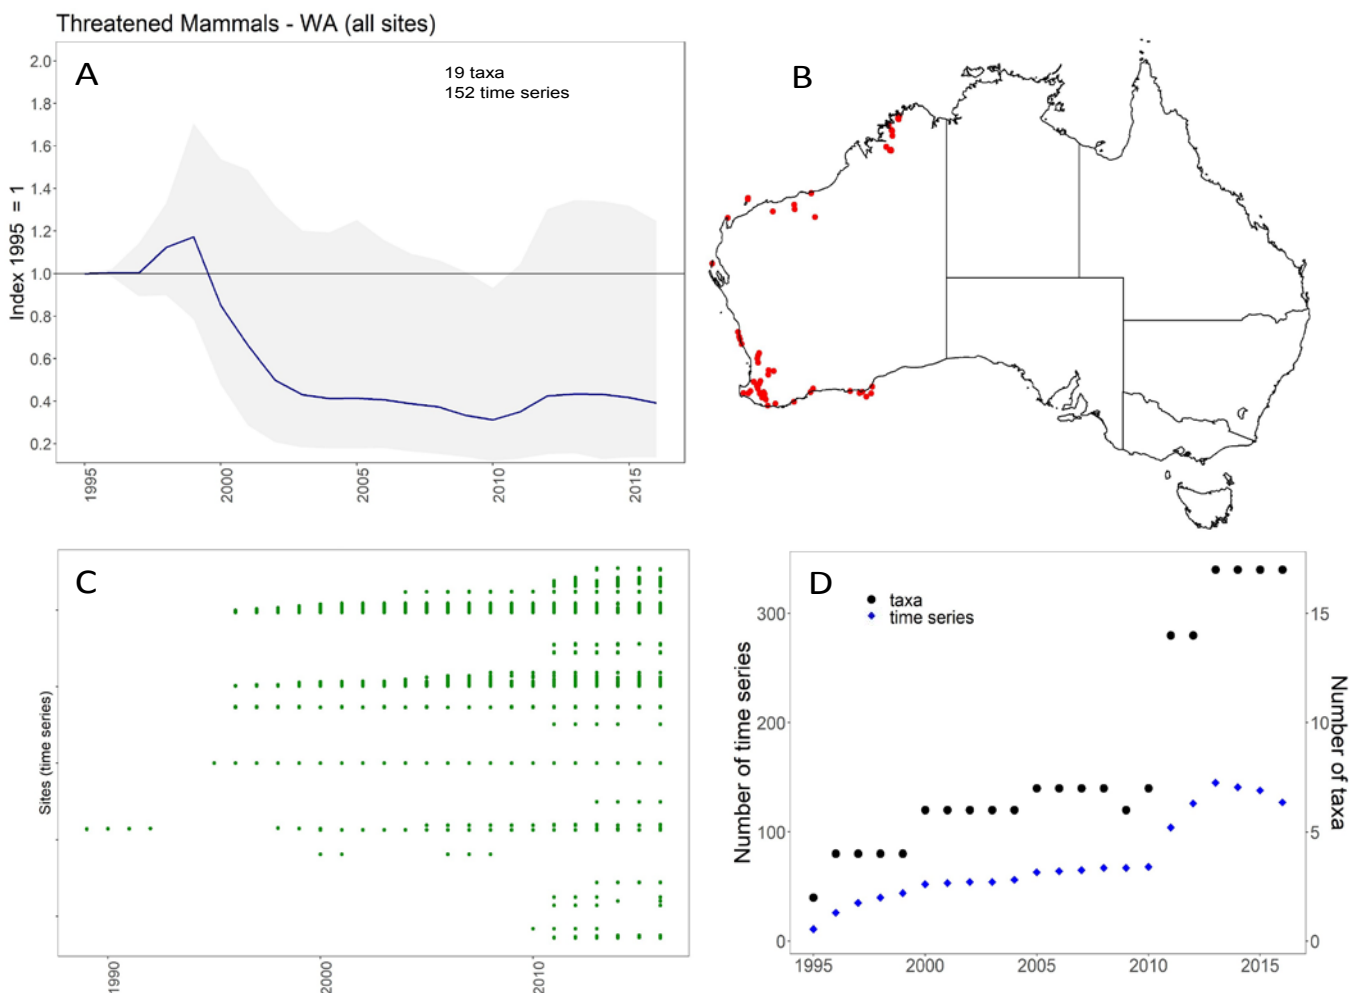 Threatened Mammals - WA (all sites)
A
19 taxa
152 time series
Index 1995 = 1
2.0
1.8
1.6
1.4
1.2
1.0
0.8
0.6
0.4
0.2
1995
2000
2005
2010
2015
B
C
Sites (time series)
1990
2000
2010
D
taxa
time series
Number of time series
300
200
100
0
15
10
5
0
Number of taxa
1995
2000
2005
2010
2015